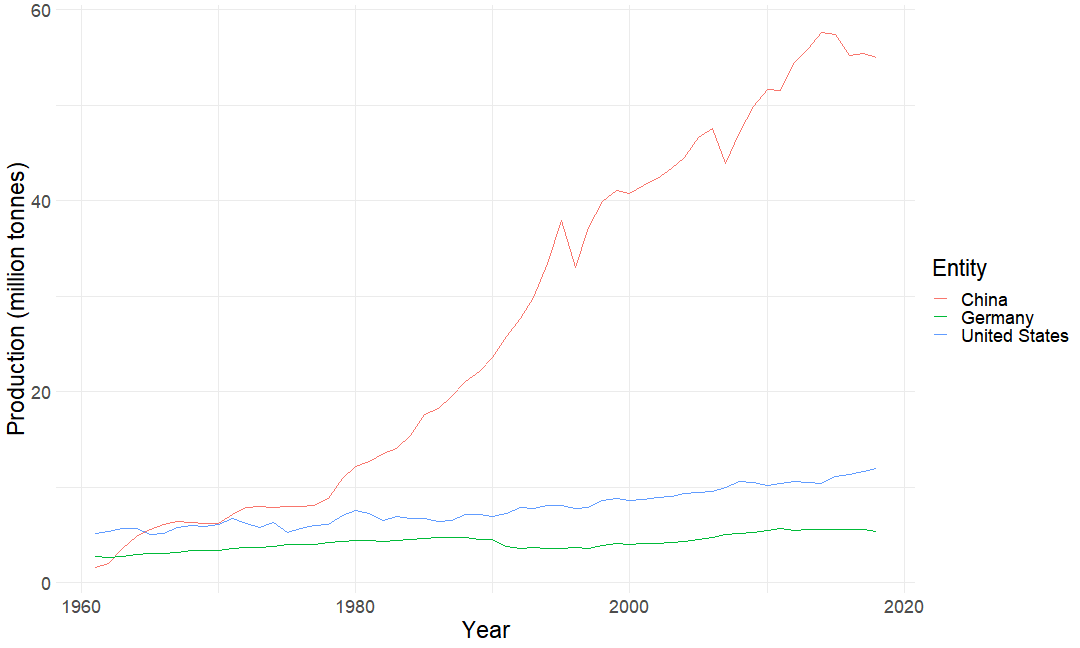 Production (million tonnes)
60
40
20
0
1960
1980
2000
2020
Year
Entity
China
Germany
United States